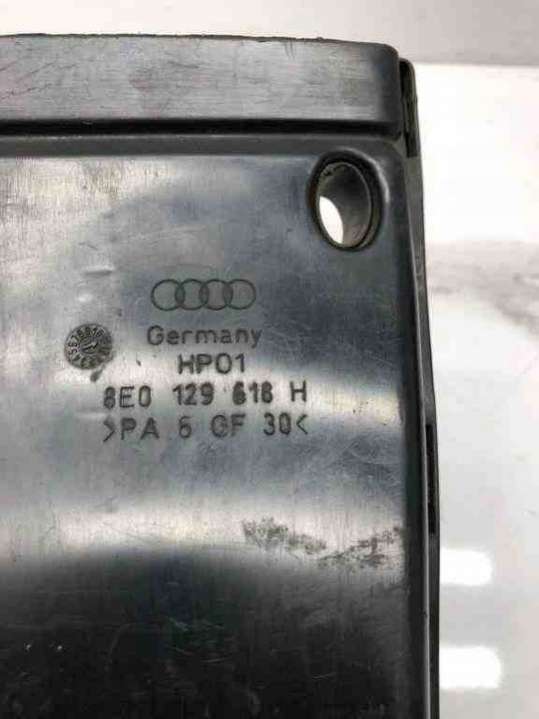 Germany
HP01
8E0 129 618 H
>PA 6 GF 30<